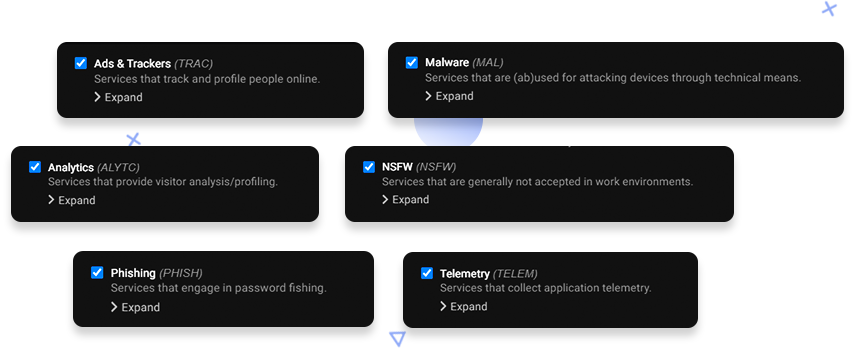 Ads & Trackers (TRAC)
Services that track and profile people online.
Expand
Malware (MAL)
Services that are (ab)used for attacking devices through technical means.
Expand
Analytics (ALYTC)
Services that provide visitor analysis/profiling.
Expand
NSFW (NSFW)
Services that are generally not accepted in work environments.
Expand
Phishing (PHISH)
Services that engage in password fishing.
Expand
Telemetry (TELEM)
Services that collect application telemetry.
Expand